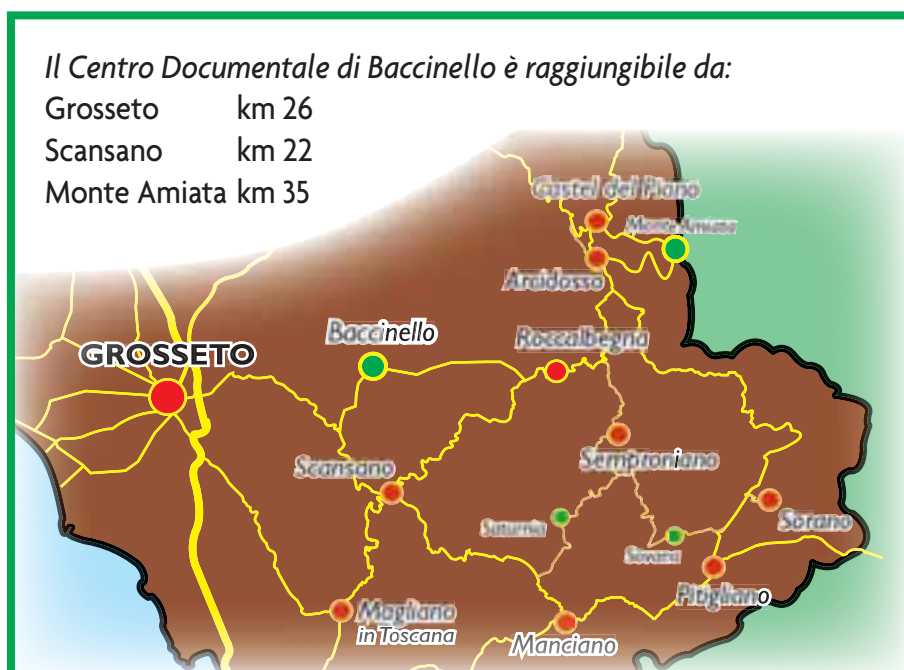 Il Centro Documentale di Baccinello è raggiungibile da:
Grosseto km 26
Scansano km 22
Monte Amiata km 35
Castel del Piano
Monte Amiata
Arcidosso
Baccinello
Roccalbegna
GROSSETO
Semproniano
Scansano
Saturnia
Sovana
Sorano
Pitigliano
Magliano
in Toscana
Manciano